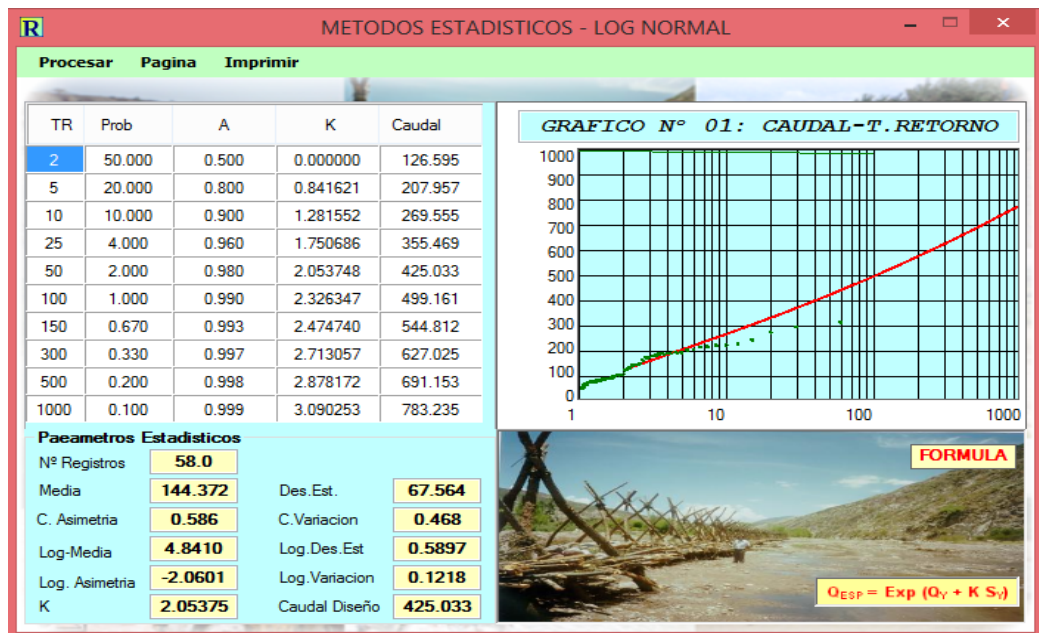 R METODOS ESTADISTICOS - LOG NORMAL
Procesar Pagina Imprimir
TR Prob A K Caudal
2 50.000 0.500 0.000000 126.595
5 20.000 0.800 0.841621 207.957
10 10.000 0.900 1.281552 269.555
25 4.000 0.960 1.750686 355.469
50 2.000 0.980 2.053748 425.033
100 1.000 0.990 2.326347 499.161
150 0.670 0.993 2.474740 544.812
300 0.330 0.997 2.713057 627.025
500 0.200 0.998 2.878172 691.153
1000 0.100 0.999 3.090253 783.235
GRAFICO Nº 01: CAUDAL-T.RETORNO
1000
900
800
700
600
500
400
300
200
100
0
1 10 100 1000
Paeametros Estadisticos
Nº Registros 58.0
Media 144.372 Des.Est. 67.564
C. Asimetria 0.586 C.Variacion 0.468
Log-Media 4.8410 Log.Des.Est 0.5897
Log. Asimetria -2.0601 Log.Variacion 0.1218
K 2.05375 Caudal Diseño 425.033
FORMULA
QESP = Exp (QY + K SY)